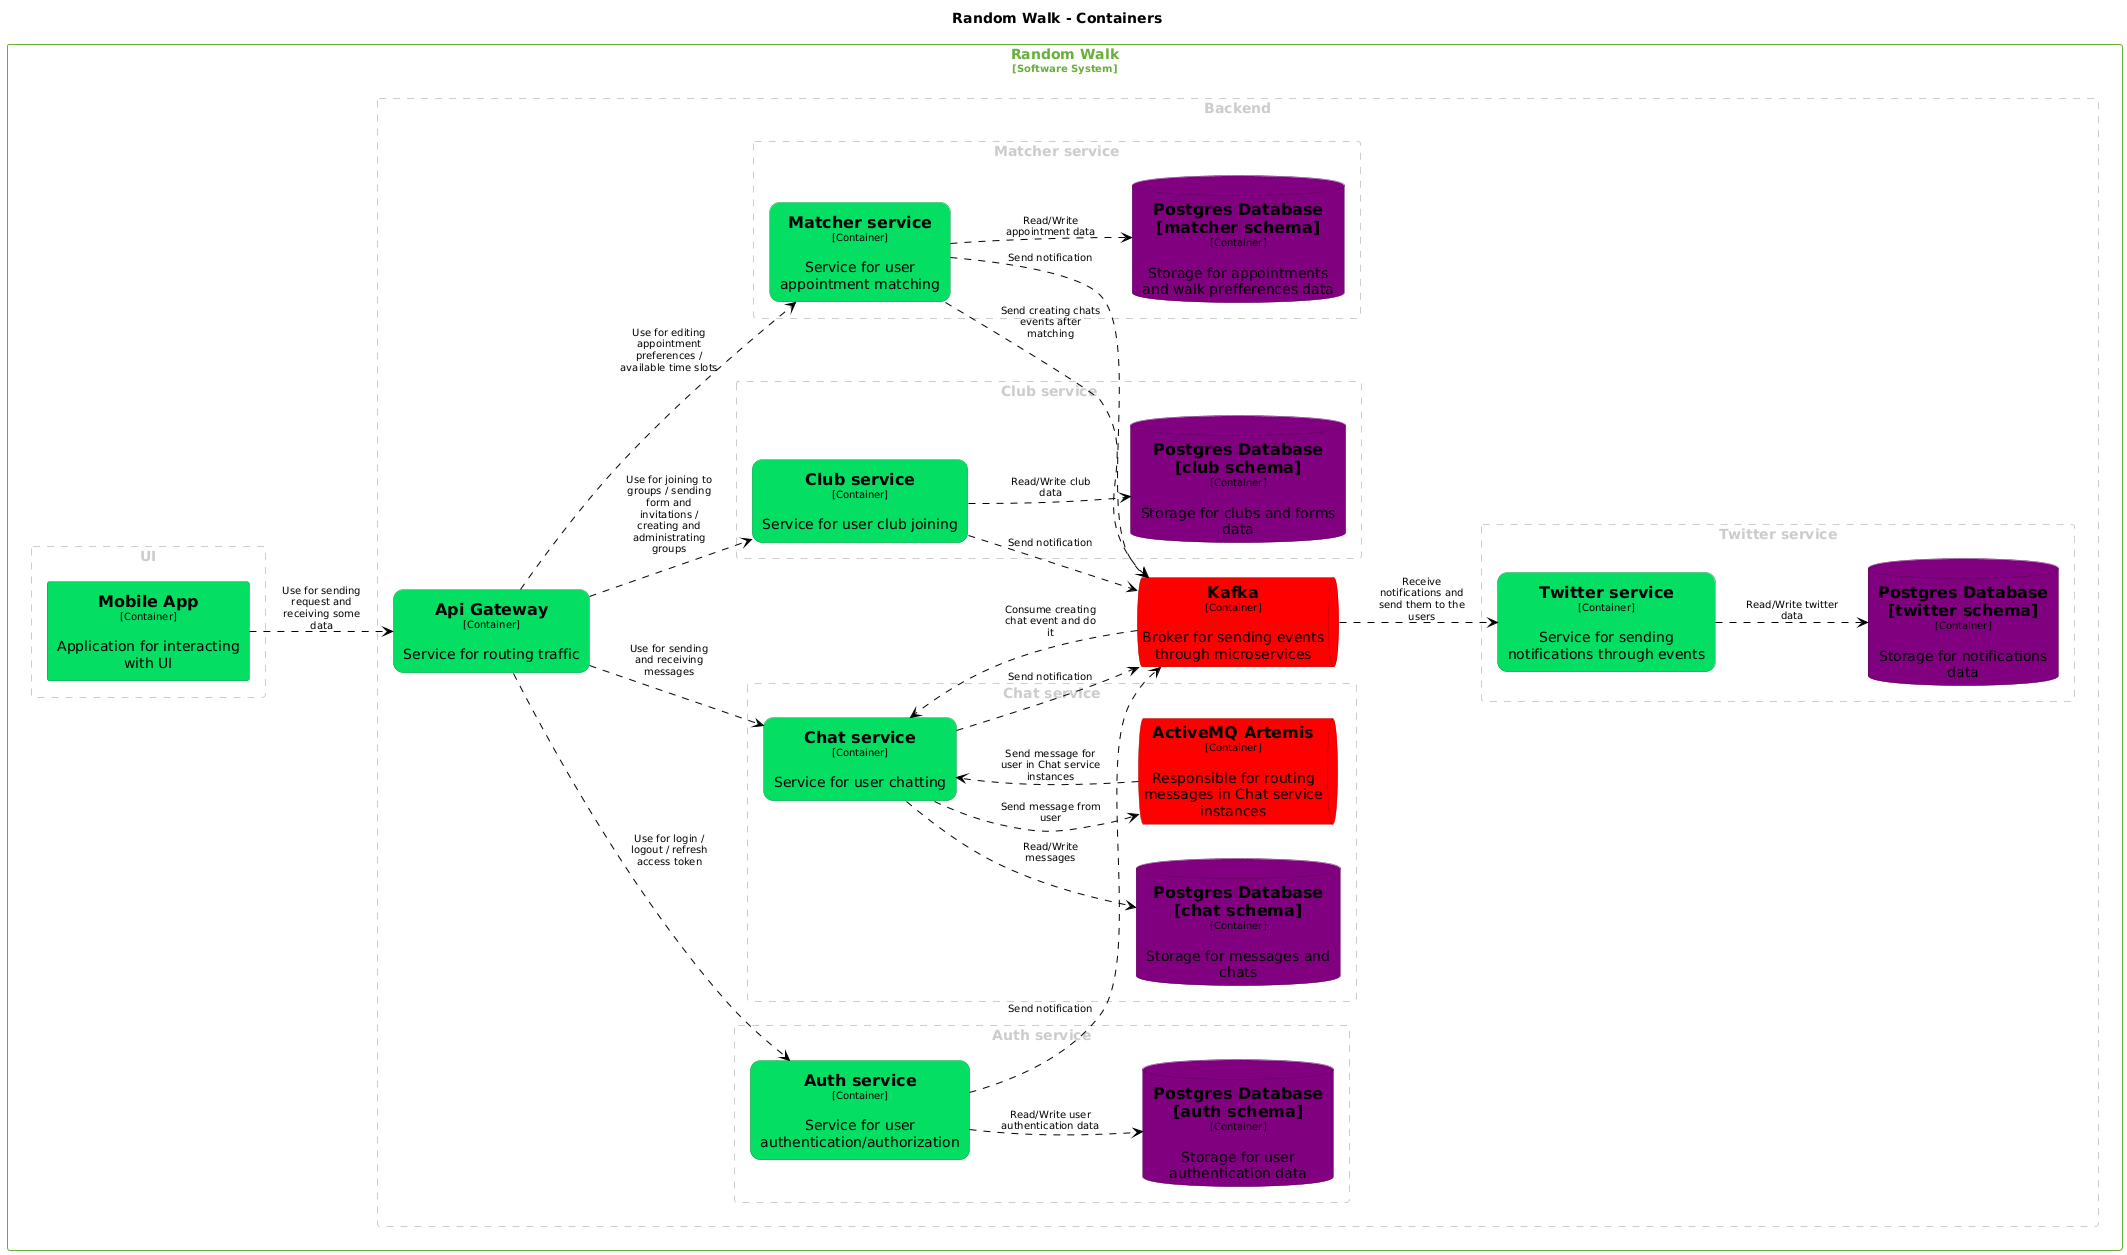 Random Walk - Containers
Random Walk
[Software System]
Backend
Matcher service
Matcher service
[Container]
Service for user
appointment matching
Read/Write
appointment data
Send notification
Send creating chats
events after
matching
Postgres Database
[matcher schema]
[Container]
Storage for appointments
and walk prefferences data
Use for editing
appointment
preferences /
available time slots
Club service
Club service
[Container]
Service for user club joining
Read/Write club
data
Send notification
Postgres Database
[club schema]
[Container]
Storage for clubs and forms
data
Use for joining to
groups / sending
form and
invitations /
creating and
administrating
groups
UI
Mobile App
[Container]
Application for interacting
with UI
Use for sending
request and
receiving some
data
Api Gateway
[Container]
Service for routing traffic
Kafka
[Container]
Broker for sending events
through microservices
Consume creating
chat event and do
it
Receive
notifications and
send them to the
users
Twitter service
Twitter service
[Container]
Service for sending
notifications through events
Read/Write twitter
data
Postgres Database
[twitter schema]
[Container]
Storage for notifications
data
Use for sending
and receiving
messages
Send notification
Chat service
Chat service
[Container]
Service for user chatting
Send message for
user in Chat service
instances
Send message from
user
Read/Write
messages
ActiveMQ Artemis
[Container]
Responsible for routing
messages in Chat service
instances
Postgres Database
[chat schema]
[Container]
Storage for messages and
chats
Use for login /
logout / refresh
access token
Send notification
Auth service
Auth service
[Container]
Service for user
authentication/authorization
Read/Write user
authentication data
Postgres Database
[auth schema]
[Container]
Storage for user
authentication data